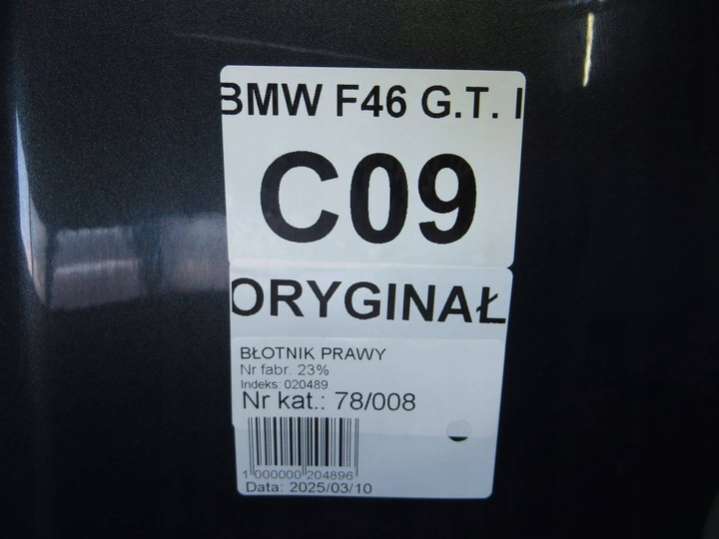 BMW F46 G.T. I
C09
ORYGINAŁ
BŁOTNIK PRAWY
Nr fabr. 23%
Indeks: 020489
Nr kat.: 78/008
1 000000 204896
Data: 2025/03/10